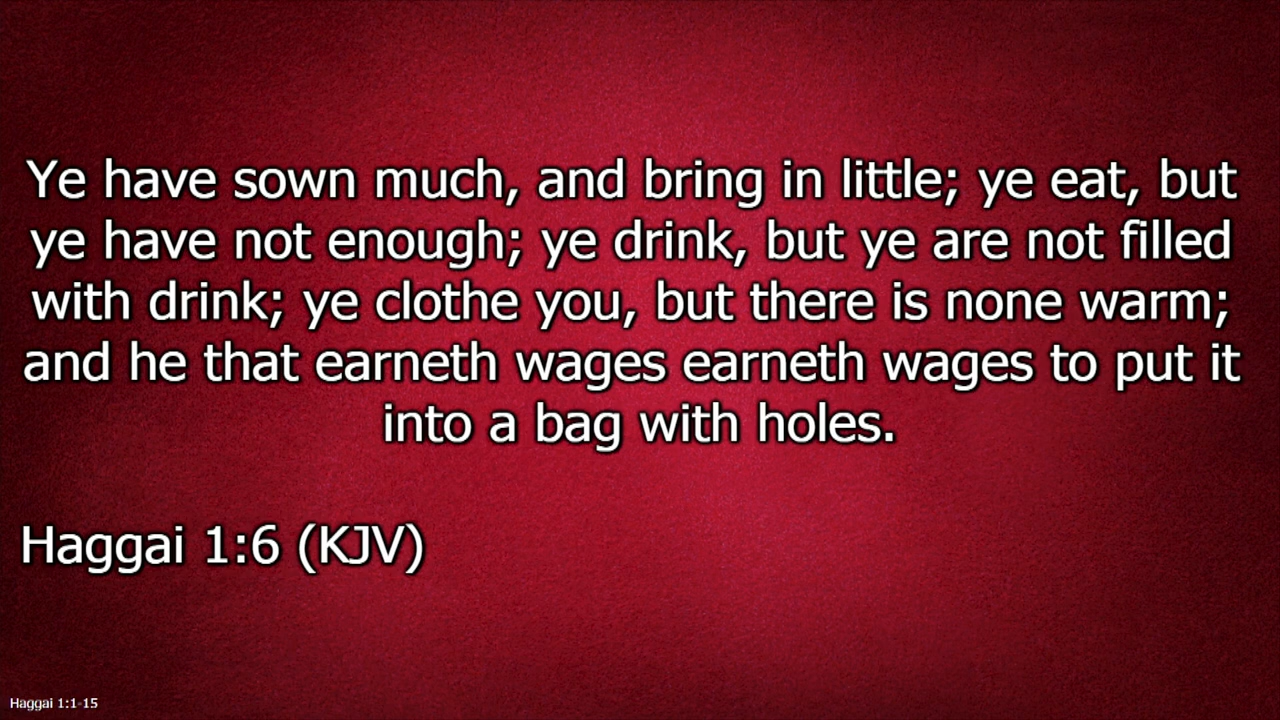 Ye have sown much, and bring in little; ye eat, but
ye have not enough; ye drink, but ye are not filled
with drink; ye clothe you, but there is none warm;
and he that earneth wages earneth wages to put it
into a bag with holes.
Haggai 1:6 (KJV)
Haggai 1:1-15